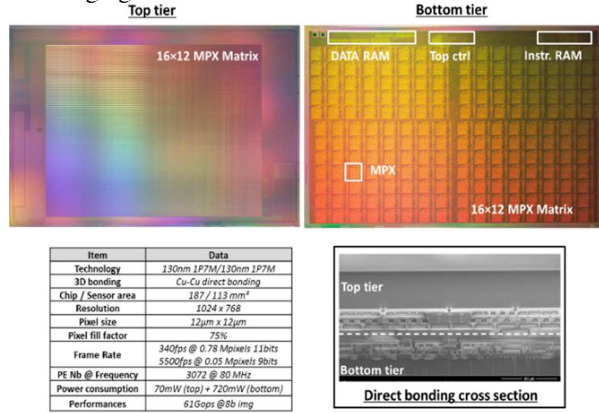 Top tier
Bottom tier
16×12 MPX Matrix
DATA RAM
Top ctrl
Instr. RAM
MPX
16×12 MPX Matrix
Item Data
Technology 130nm 1P7M/130nm 1P7M
3D bonding Cu-Cu direct bonding
Chip / Sensor area 187 / 113 mm²
Resolution 1024 x 768
Pixel size 12µm x 12µm
Pixel fill factor 75%
Frame Rate 340fps @ 0.78 Mpixels 11bits
5500fps @ 0.05 Mpixels 9bits
PE Nb @ Frequency 3072 @ 80 MHz
Power consumption 70mW (top) + 720mW (bottom)
Performances 61Gops @8b img
Top tier
Bottom tier
Direct bonding cross section